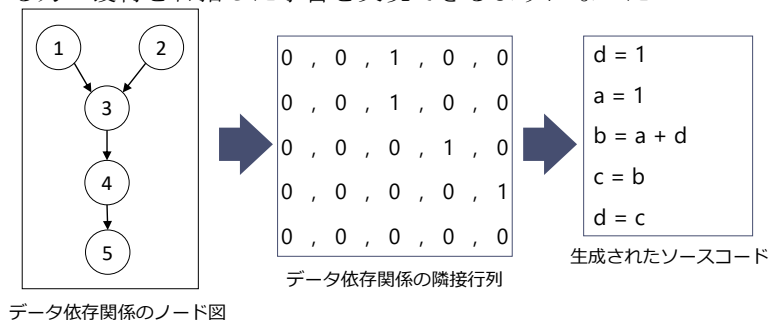 1
2
3
4
5
データ依存関係のノード図
0 , 0 , 1 , 0 , 0
0 , 0 , 1 , 0 , 0
0 , 0 , 0 , 1 , 0
0 , 0 , 0 , 0 , 1
0 , 0 , 0 , 0 , 0
データ依存関係の隣接行列
d = 1
a = 1
b = a + d
c = b
d = c
生成されたソースコード